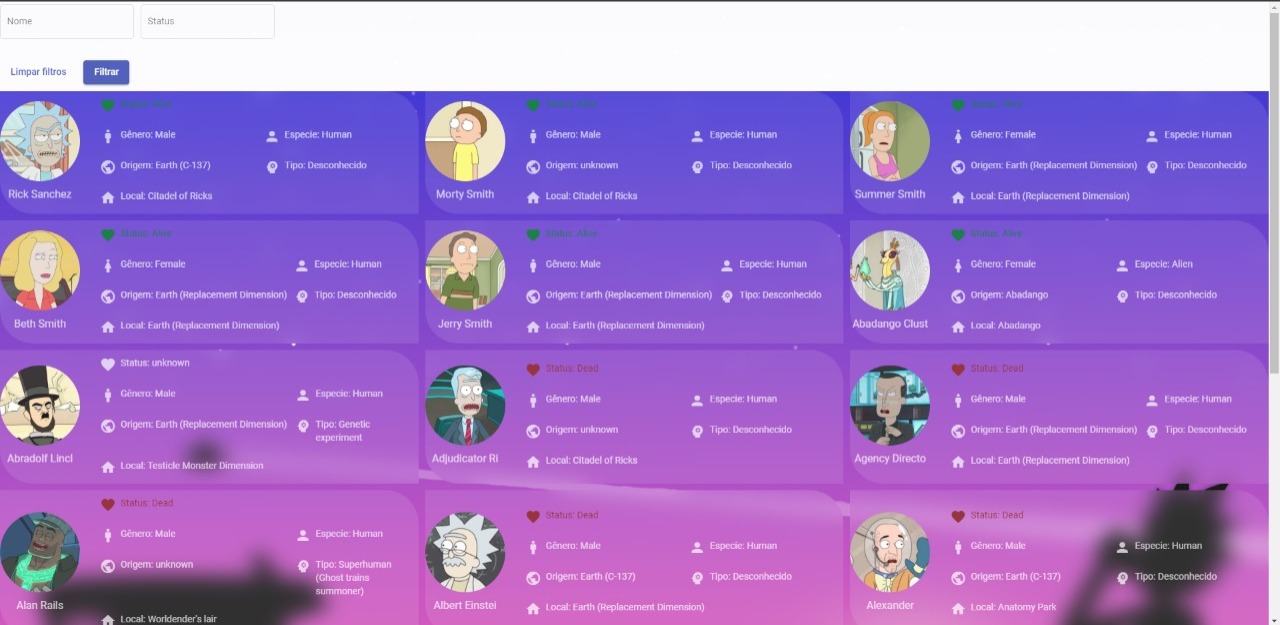 Nome Status
Limpar filtros Filtrar
Status: Alive Status: Alive Status: Alive
Gênero: Male Especie: Human Gênero: Male Especie: Human Gênero: Female Especie: Human
Origem: Earth (C-137) Tipo: Desconhecido Origem: unknown Tipo: Desconhecido Origem: Earth (Replacement Dimension) Tipo: Desconhecido
Rick Sanchez Local: Citadel of Ricks Morty Smith Local: Citadel of Ricks Summer Smith Local: Earth (Replacement Dimension)
Status: Alive Status: Alive Status: Alive
Gênero: Female Especie: Human Gênero: Male Especie: Human Gênero: Female Especie: Alien
Origem: Earth (Replacement Dimension) Tipo: Desconhecido Origem: Earth (Replacement Dimension) Tipo: Desconhecido Origem: Abadango Tipo: Desconhecido
Beth Smith Local: Earth (Replacement Dimension) Jerry Smith Local: Earth (Replacement Dimension) Abadango Clust Local: Abadango
Status: unknown Status: Dead Status: Dead
Gênero: Male Especie: Human Gênero: Male Especie: Human Gênero: Male Especie: Human
Origem: Earth (Replacement Dimension) Tipo: Genetic Origem: unknown Tipo: Desconhecido Origem: Earth (Replacement Dimension) Tipo: Desconhecido
experiment
Abradolf Lincl Local: Testicle Monster Dimension Adjudicator Ri Local: Citadel of Ricks Agency Directo Local: Earth (Replacement Dimension)
Status: Dead Status: Dead Status: Dead
Gênero: Male Especie: Human Gênero: Male Especie: Human Gênero: Male Especie: Human
Origem: unknown Tipo: Superhuman Origem: Earth (C-137) Tipo: Desconhecido Origem: Earth (C-137) Tipo: Desconhecido
(Ghost trains
summoner)
Alan Rails Local: Worldender's lair Albert Einstei Local: Earth (Replacement Dimension) Alexander Local: Anatomy Park